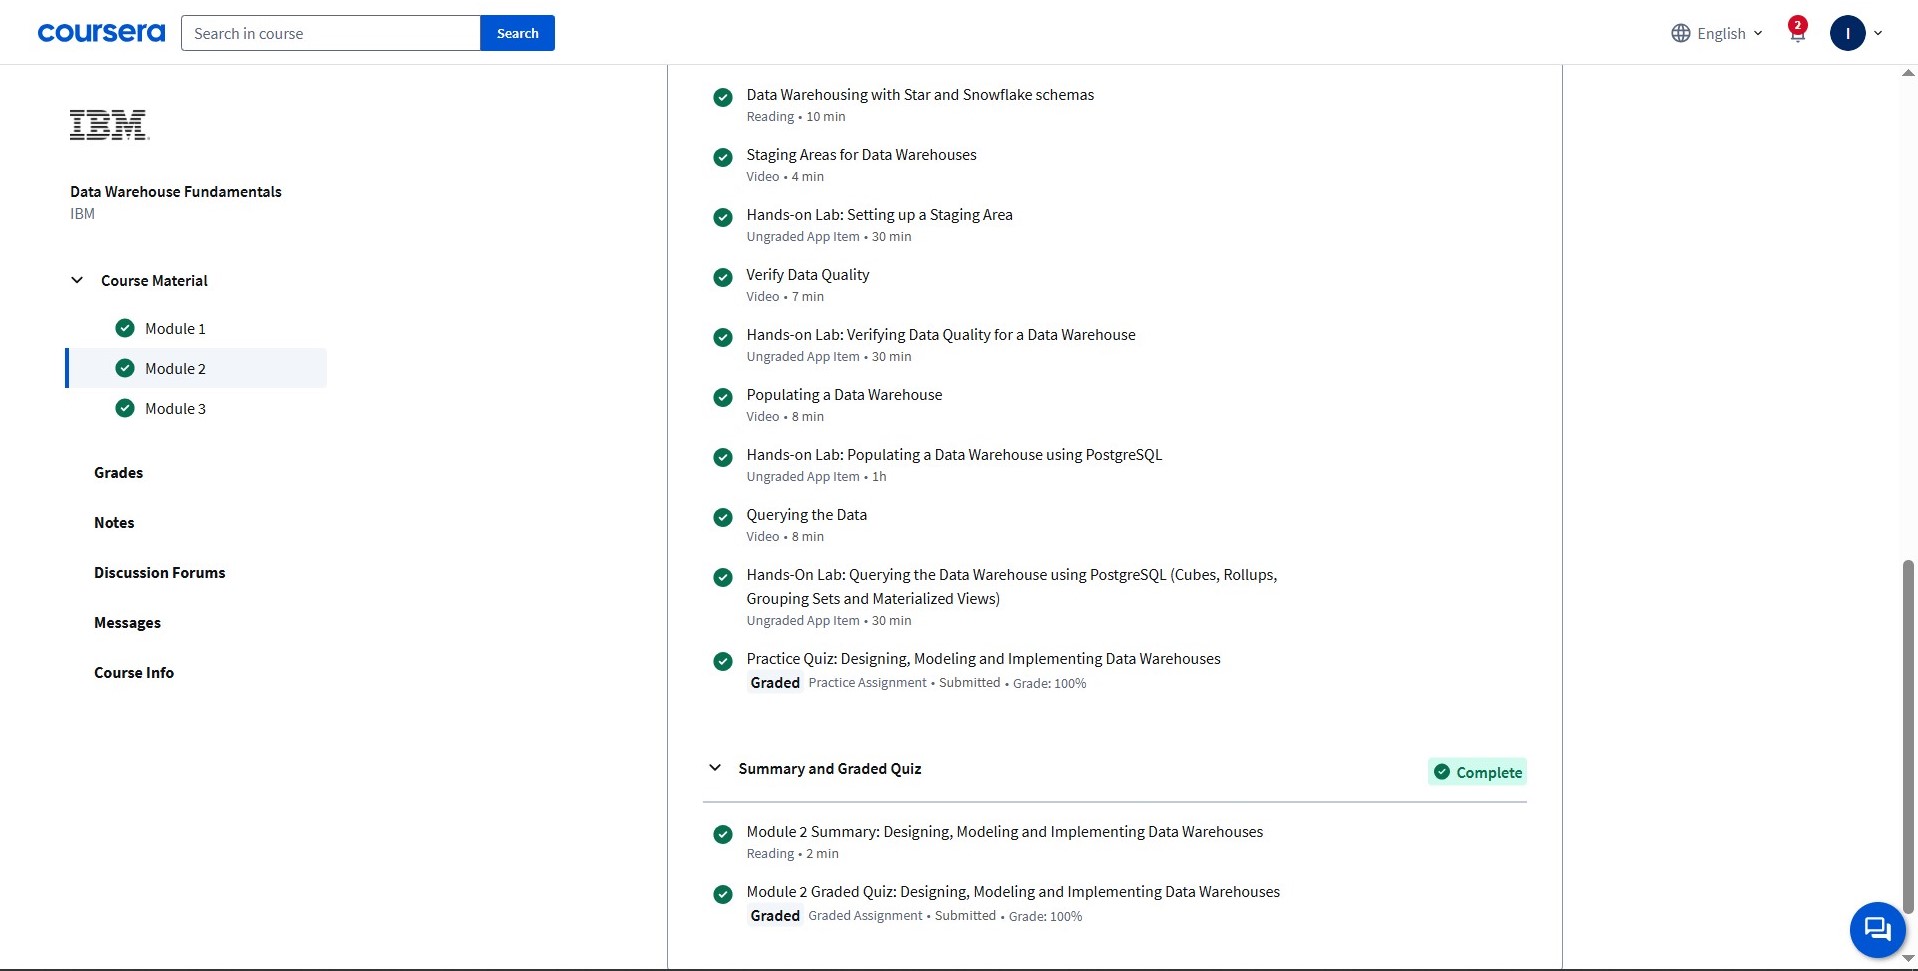 coursera
Search in course
Search
English
2
I
IBM
Data Warehouse Fundamentals
IBM
Course Material
Module 1
Module 2
Module 3
Grades
Notes
Discussion Forums
Messages
Course Info
Data Warehousing with Star and Snowflake schemas
Reading • 10 min
Staging Areas for Data Warehouses
Video • 4 min
Hands-on Lab: Setting up a Staging Area
Ungraded App Item • 30 min
Verify Data Quality
Video • 7 min
Hands-on Lab: Verifying Data Quality for a Data Warehouse
Ungraded App Item • 30 min
Populating a Data Warehouse
Video • 8 min
Hands-on Lab: Populating a Data Warehouse using PostgreSQL
Ungraded App Item • 1h
Querying the Data
Video • 8 min
Hands-On Lab: Querying the Data Warehouse using PostgreSQL (Cubes, Rollups,
Grouping Sets and Materialized Views)
Ungraded App Item • 30 min
Practice Quiz: Designing, Modeling and Implementing Data Warehouses
Graded Practice Assignment • Submitted • Grade: 100%
Summary and Graded Quiz
Complete
Module 2 Summary: Designing, Modeling and Implementing Data Warehouses
Reading • 2 min
Module 2 Graded Quiz: Designing, Modeling and Implementing Data Warehouses
Graded Graded Assignment • Submitted • Grade: 100%